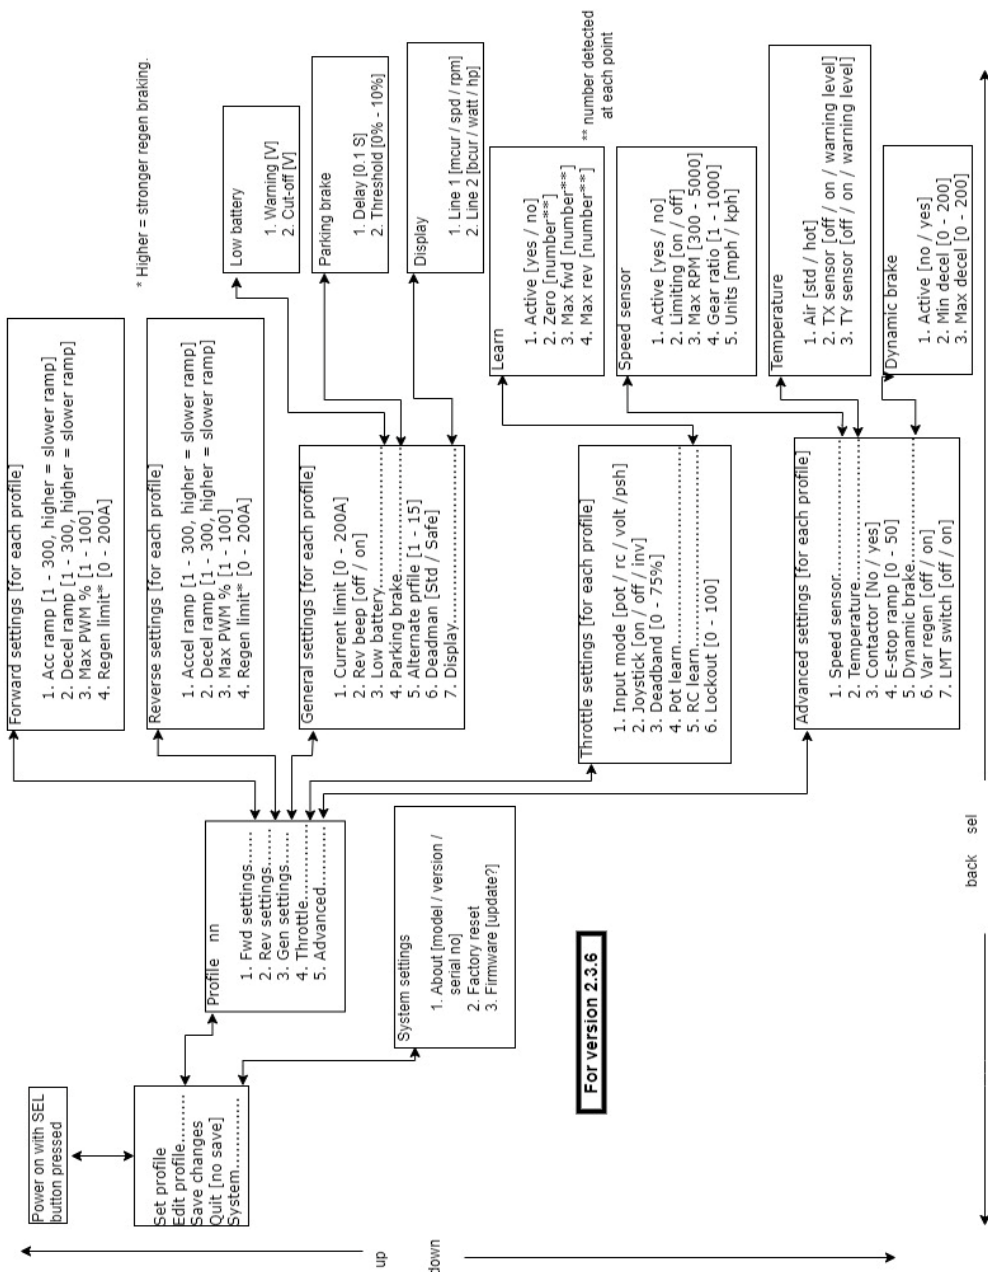 Power on with SEL
button pressed
Set profile
Edit profile..........
Save changes
Quit [no save]
System.................
Profile   nn
1. Fwd settings......
2. Rev settings......
3. Gen settings......
4. Throttle.............
5. Advanced...........
System settings
1. About [model / version /
serial no]
2. Factory reset
3. Firmware [update?]
For version 2.3.6
Forward settings [for each profile]
1. Acc ramp [1 - 300, higher = slower ramp]
2. Decel ramp [1 - 300, higher = slower ramp]
3. Max PWM % [1 - 100]
4. Regen limit* [0 - 200A]
Reverse settings [for each profile]
1. Accel ramp [1 - 300, higher = slower ramp]
2. Decel ramp [1 - 300, higher = slower ramp]
3. Max PWM % [1 - 100]
4. Regen limit* [0 - 200A]
General settings [for each profile]
1. Current limit [0 - 200A]
2. Rev beep [off / on]
3. Low battery......................
4. Parking brake...................
5. Alternate prfile [1 - 15]
6. Deadman [Std / Safe]
7. Display............................
Throttle settings [for each profile]
1. Input mode [pot / rc / volt /psh]
2. Joystick [on / off / inv]
3. Deadband [0 - 75%]
4. Pot learn..........................
5. RC learn...........................
6. Lockout [0 - 100]
Advanced settings [for each profile]
1. Speed sensor.....................
2. Temperature......................
3. Contactor [No / yes]
4. E-stop ramp [0 - 50]
5. Dynamic brake...................
6. Var regen [off / on]
7. LMT switch [off / on]
* Higher = stronger regen braking.
Low battery
1. Warning [V]
2. Cut-off [V]
Parking brake
1. Delay [0.1 S]
2. Threshold [0% - 10%]
Display
1. Line 1 [mcur / spd / rpm]
2. Line 2 [bcur / watt / hp]
Learn
1. Active [yes / no]
2. Zero [number**]
3. Max fwd [number**]
4. Max rev [number**]
** number detected
at each point
Speed sensor
1. Active [yes / no]
2. Limiting [on / off]
3. Max RPM [300 - 5000]
4. Gear ratio [1 - 1000]
5. Units [mph / kph]
Temperature
1. Air [std / hot]
2. TX sensor [off / on / warning level]
3. TY sensor [off / on / warning level]
Dynamic brake
1. Active [no / yes]
2. Min decel [0 - 200]
3. Max decel [0 - 200]
up
down
back
sel